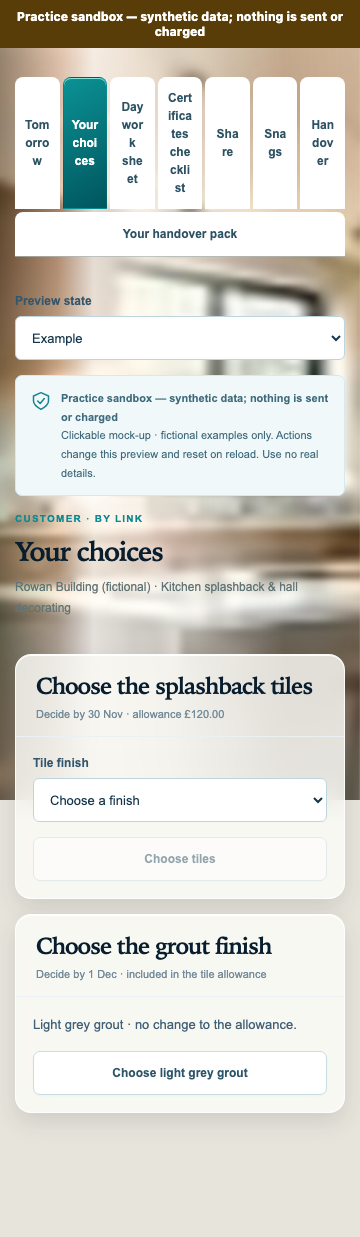 Practice sandbox — synthetic data; nothing is sent or
charged
Tom
orro
w
Your
choi
ces
Day
wor
k
she
et
Cert
ifica
tes
che
ckli
st
Sha
re
Sna
gs
Han
dov
er
Your handover pack
Preview state
Example
Practice sandbox — synthetic data; nothing is sent
or charged
Clickable mock-up · fictional examples only. Actions
change this preview and reset on reload. Use no real
details.
CUSTOMER · BY LINK
Your choices
Rowan Building (fictional) · Kitchen splashback & hall
decorating
Choose the splashback tiles
Decide by 30 Nov · allowance £120.00
Tile finish
Choose a finish
Choose tiles
Choose the grout finish
Decide by 1 Dec · included in the tile allowance
Light grey grout · no change to the allowance.
Choose light grey grout